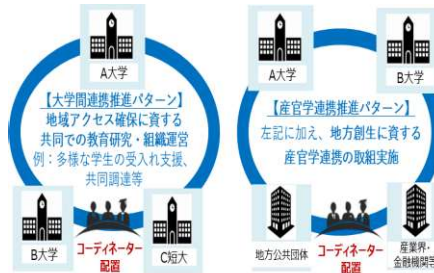 A大学
【大学間連携推進パターン】
地域アクセス確保に資する
共同での教育研究・組織運営
例：多様な学生の受入れ支援、
共同調達等
B大学
コーディネーター
配置
C短大
A大学
B大学
【産官学連携推進パターン】
左記に加え、地方創生に資する
産官学連携の取組実施
地方公共団体
コーディネーター
配置
産業界・
金融機関等